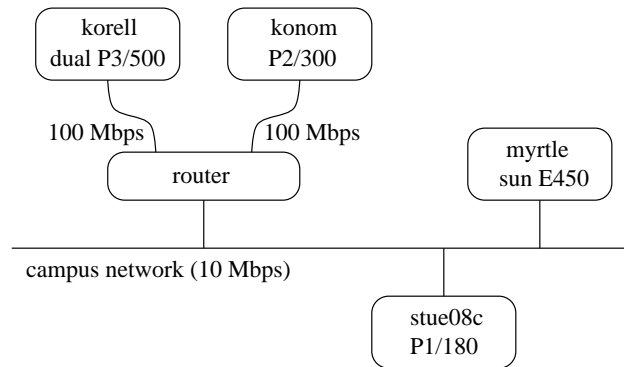 korell
dual P3/500
konom
P2/300
100 Mbps
100 Mbps
router
myrtle
sun E450
campus network (10 Mbps)
stue08c
P1/180